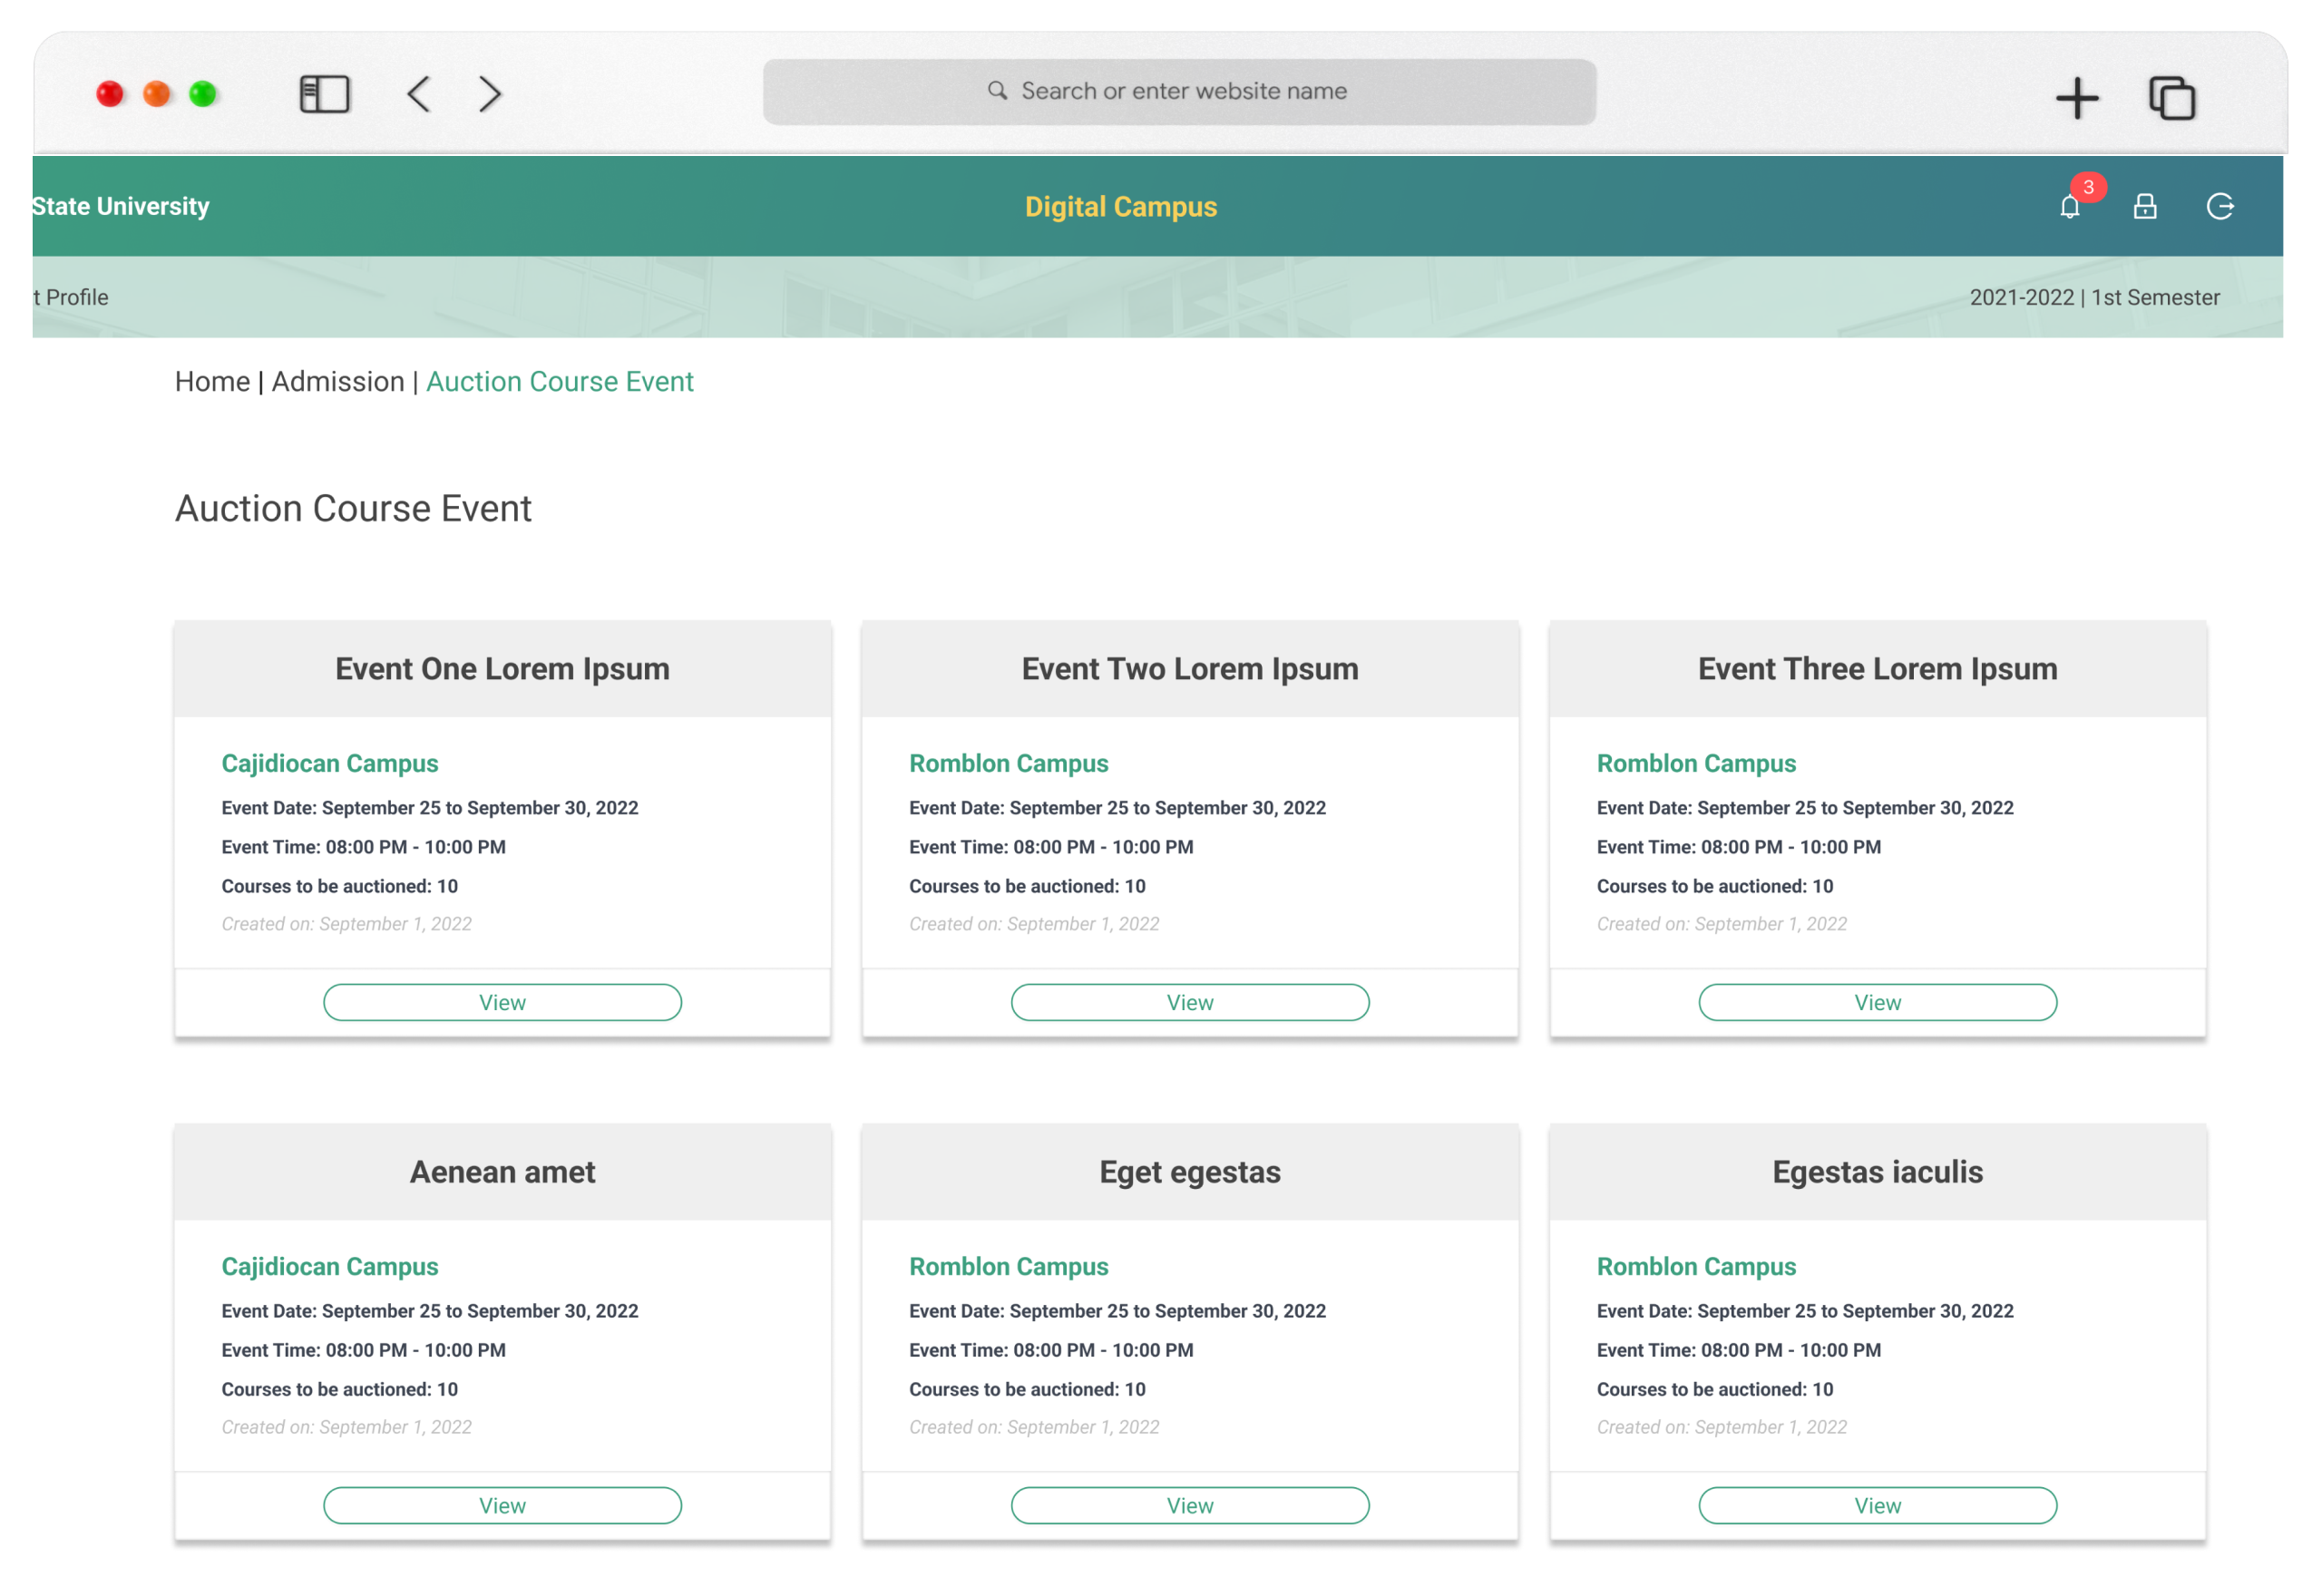 Search or enter website name
State University
Digital Campus
3
t Profile
2021-2022 | 1st Semester
Home | Admission | Auction Course Event
Auction Course Event
Event One Lorem Ipsum
Cajidiocan Campus
Event Date: September 25 to September 30, 2022
Event Time: 08:00 PM - 10:00 PM
Courses to be auctioned: 10
Created on: September 1, 2022
View
Event Two Lorem Ipsum
Romblon Campus
Event Date: September 25 to September 30, 2022
Event Time: 08:00 PM - 10:00 PM
Courses to be auctioned: 10
Created on: September 1, 2022
View
Event Three Lorem Ipsum
Romblon Campus
Event Date: September 25 to September 30, 2022
Event Time: 08:00 PM - 10:00 PM
Courses to be auctioned: 10
Created on: September 1, 2022
View
Aenean amet
Cajidiocan Campus
Event Date: September 25 to September 30, 2022
Event Time: 08:00 PM - 10:00 PM
Courses to be auctioned: 10
Created on: September 1, 2022
View
Eget egestas
Romblon Campus
Event Date: September 25 to September 30, 2022
Event Time: 08:00 PM - 10:00 PM
Courses to be auctioned: 10
Created on: September 1, 2022
View
Egestas iaculis
Romblon Campus
Event Date: September 25 to September 30, 2022
Event Time: 08:00 PM - 10:00 PM
Courses to be auctioned: 10
Created on: September 1, 2022
View